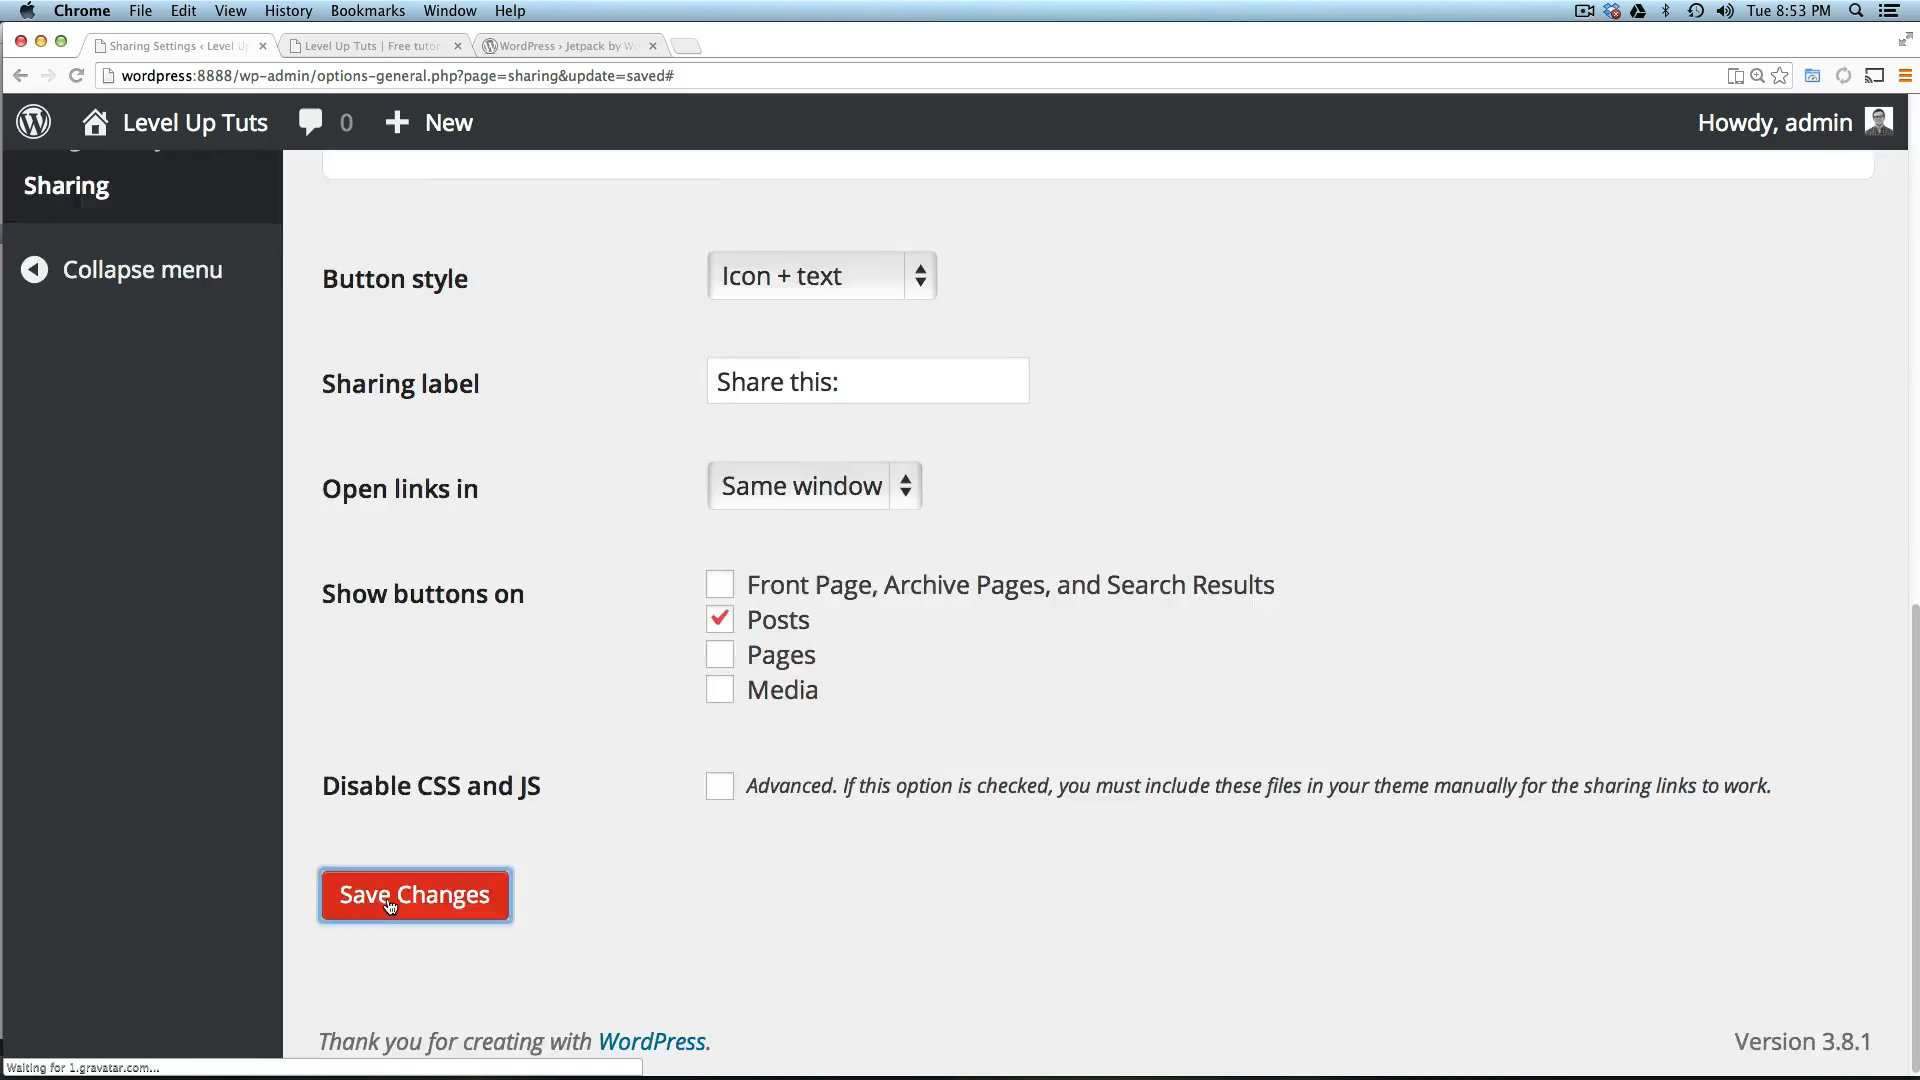 Chrome File Edit View History Bookmarks Window Help Tue 8:53 PM
Sharing Settings ‹ Level Up Level Up Tuts | Free tutor WordPress › Jetpack by Wo
wordpress:8888/wp-admin/options-general.php?page=sharing&update=saved#
Level Up Tuts 0 New Howdy, admin
Sharing
Collapse menu
Button style Icon + text
Sharing label Share this:
Open links in Same window
Show buttons on Front Page, Archive Pages, and Search Results
Posts
Pages
Media
Disable CSS and JS Advanced. If this option is checked, you must include these files in your theme manually for the sharing links to work.
Save Changes
Thank you for creating with WordPress. Version 3.8.1
Waiting for 1.gravatar.com...